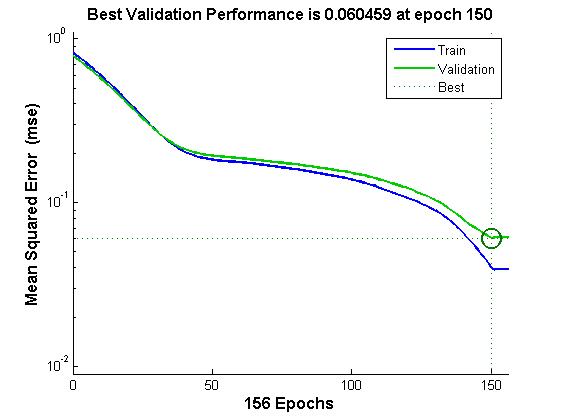 Best Validation Performance is 0.060459 at epoch 150
Train
Validation
Best
Mean Squared Error (mse)
10^0
10^-1
10^-2
0 50 100 150
156 Epochs